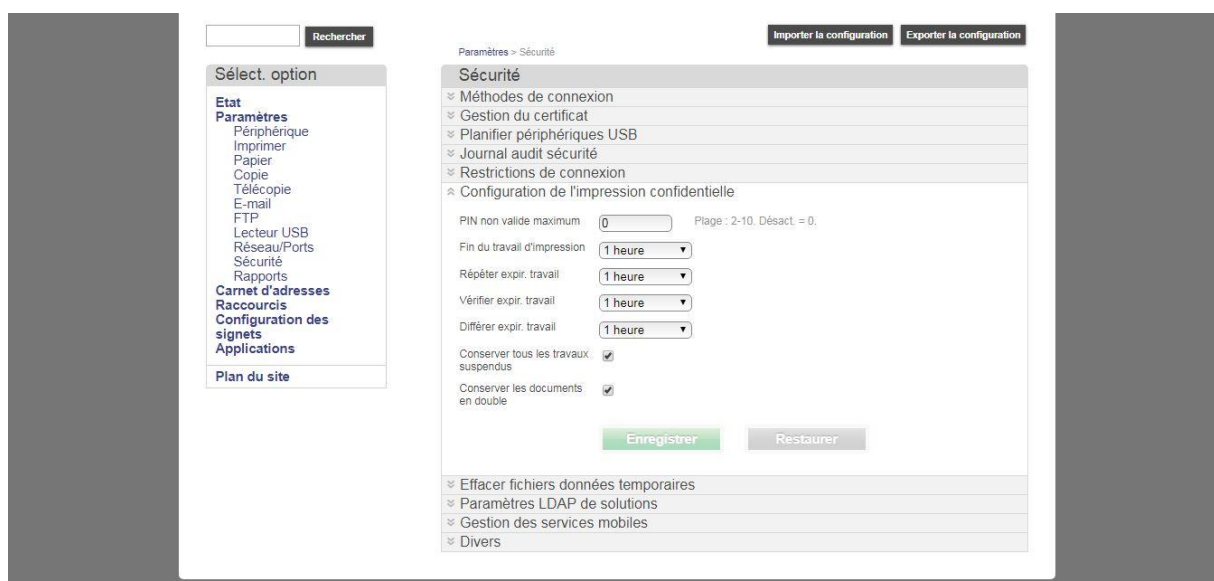 Rechercher
Importer la configuration
Exporter la configuration
Paramètres > Sécurité
Sélect. option
Etat
Paramètres
Périphérique
Imprimer
Papier
Copie
Télécopie
E-mail
FTP
Lecteur USB
Réseau/Ports
Sécurité
Rapports
Carnet d'adresses
Raccourcis
Configuration des
signets
Applications
Plan du site
Sécurité
Méthodes de connexion
Gestion du certificat
Planifier périphériques USB
Journal audit sécurité
Restrictions de connexion
Configuration de l'impression confidentielle
PIN non valide maximum 0 Plage : 2-10. Désact. = 0.
Fin du travail d'impression 1 heure
Répéter expir. travail 1 heure
Vérifier expir. travail 1 heure
Différer expir. travail 1 heure
Conserver tous les travaux
suspendus
Conserver les documents
en double
Enregistrer Restaurer
Effacer fichiers données temporaires
Paramètres LDAP de solutions
Gestion des services mobiles
Divers